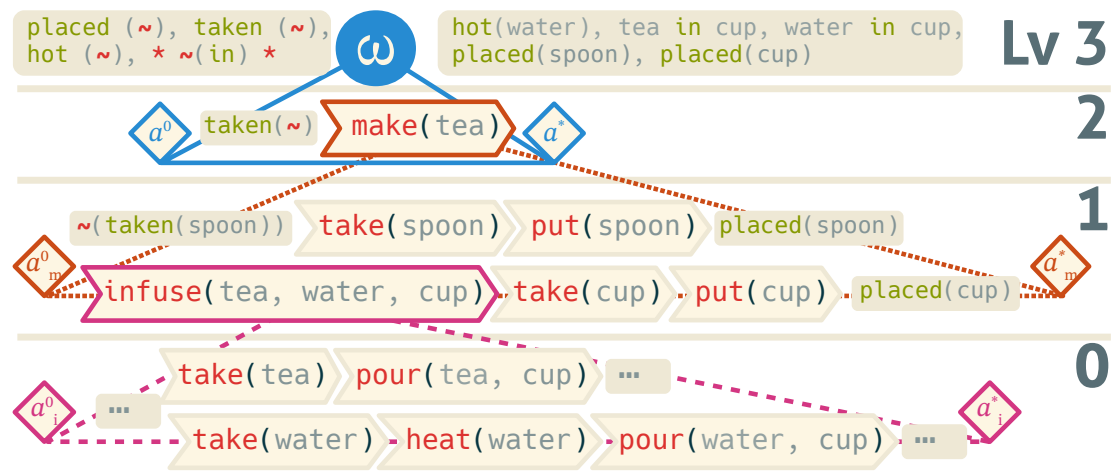 placed (~), taken (~),
hot (~), * ~(in) *
ω
hot(water), tea in cup, water in cup,
placed(spoon), placed(cup)
Lv 3
a⁰
taken(~)
make(tea)
a*
2
~(taken(spoon))
take(spoon)
put(spoon)
placed(spoon)
1
a⁰m
infuse(tea, water, cup)
take(cup)
put(cup)
placed(cup)
a*m
take(tea)
pour(tea, cup)
…
0
a⁰i
…
take(water)
heat(water)
pour(water, cup)
…
a*i